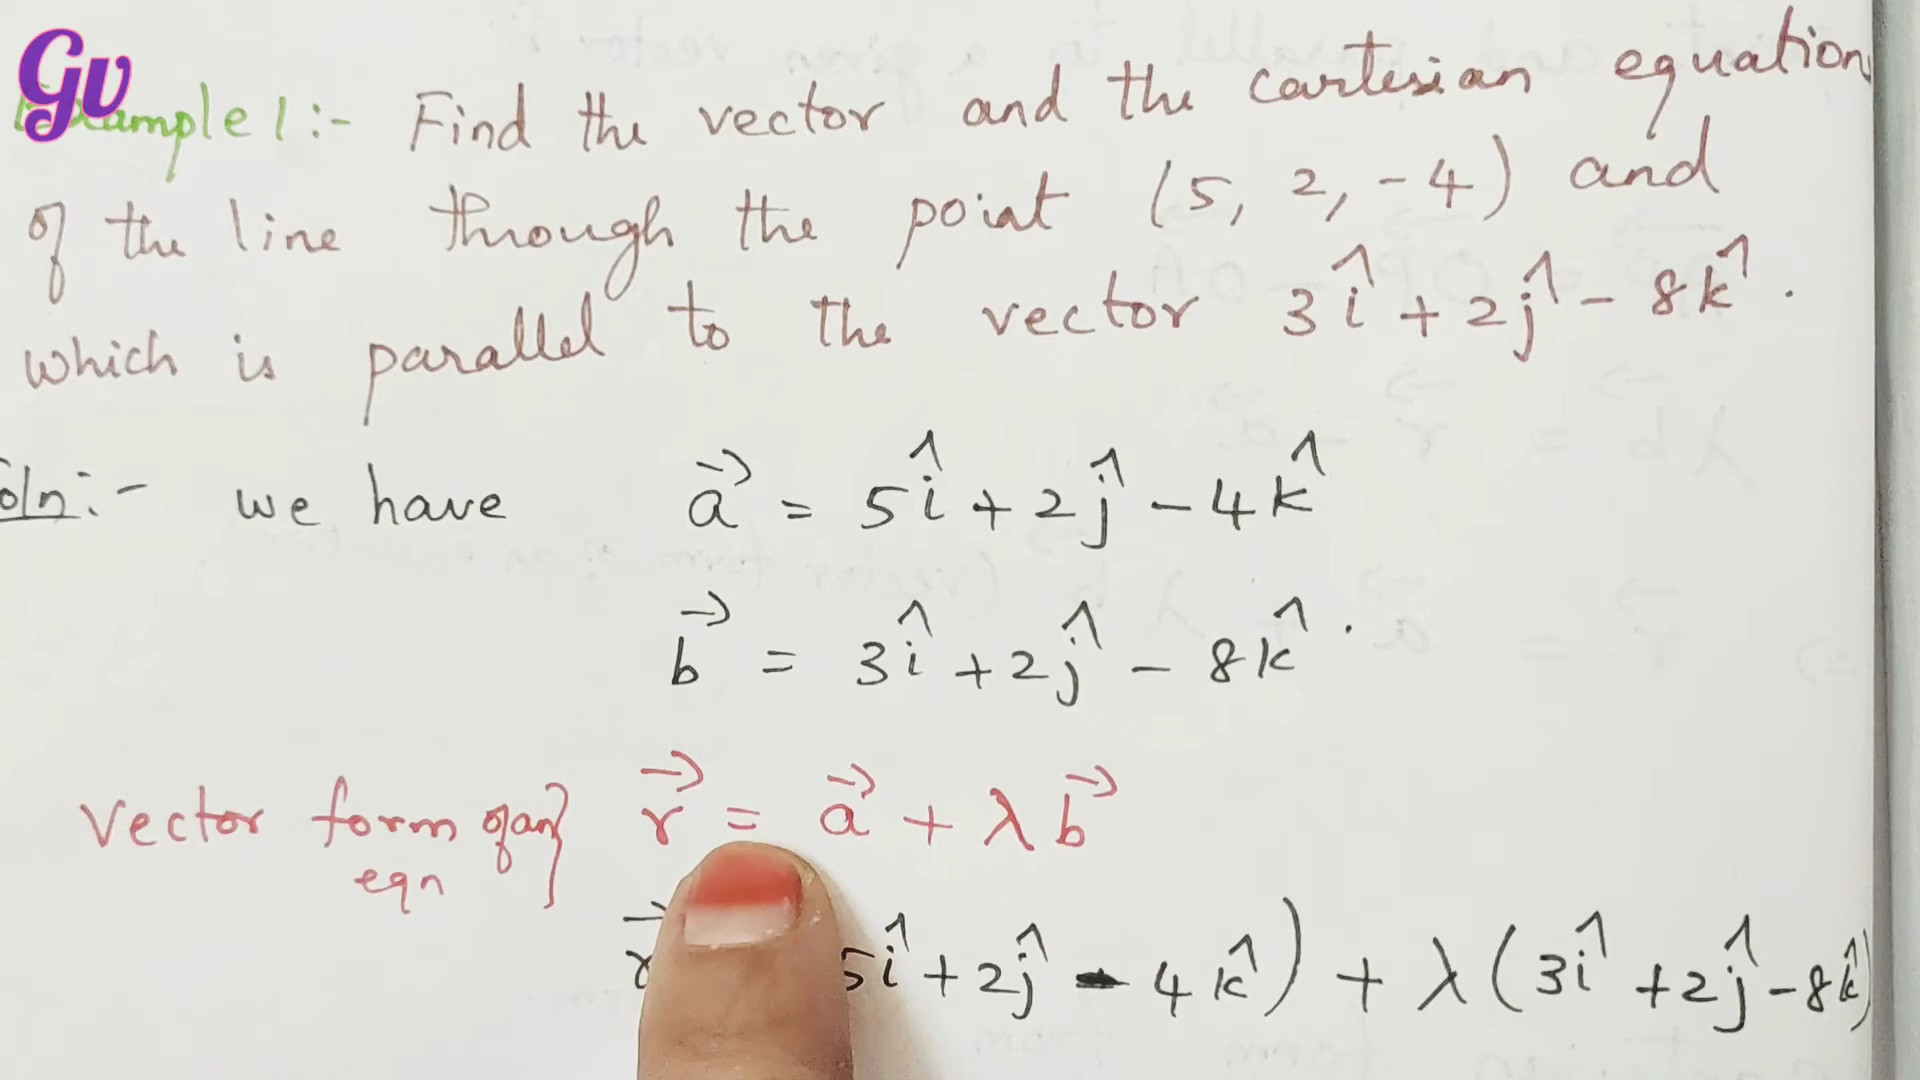 Gv
Example 1:- Find the vector and the cartesian equation
of the line through the point (5, 2, -4) and
which is parallel to the vector 3î + 2ĵ - 8k̂.
oln:- we have a⃗ = 5î + 2ĵ - 4k̂
b⃗ = 3î + 2ĵ - 8k̂.
Vector form of an eqn } r⃗ = a⃗ + λb⃗
r⃗ 5î + 2ĵ - 4k̂) + λ(3î + 2ĵ - 8k̂)